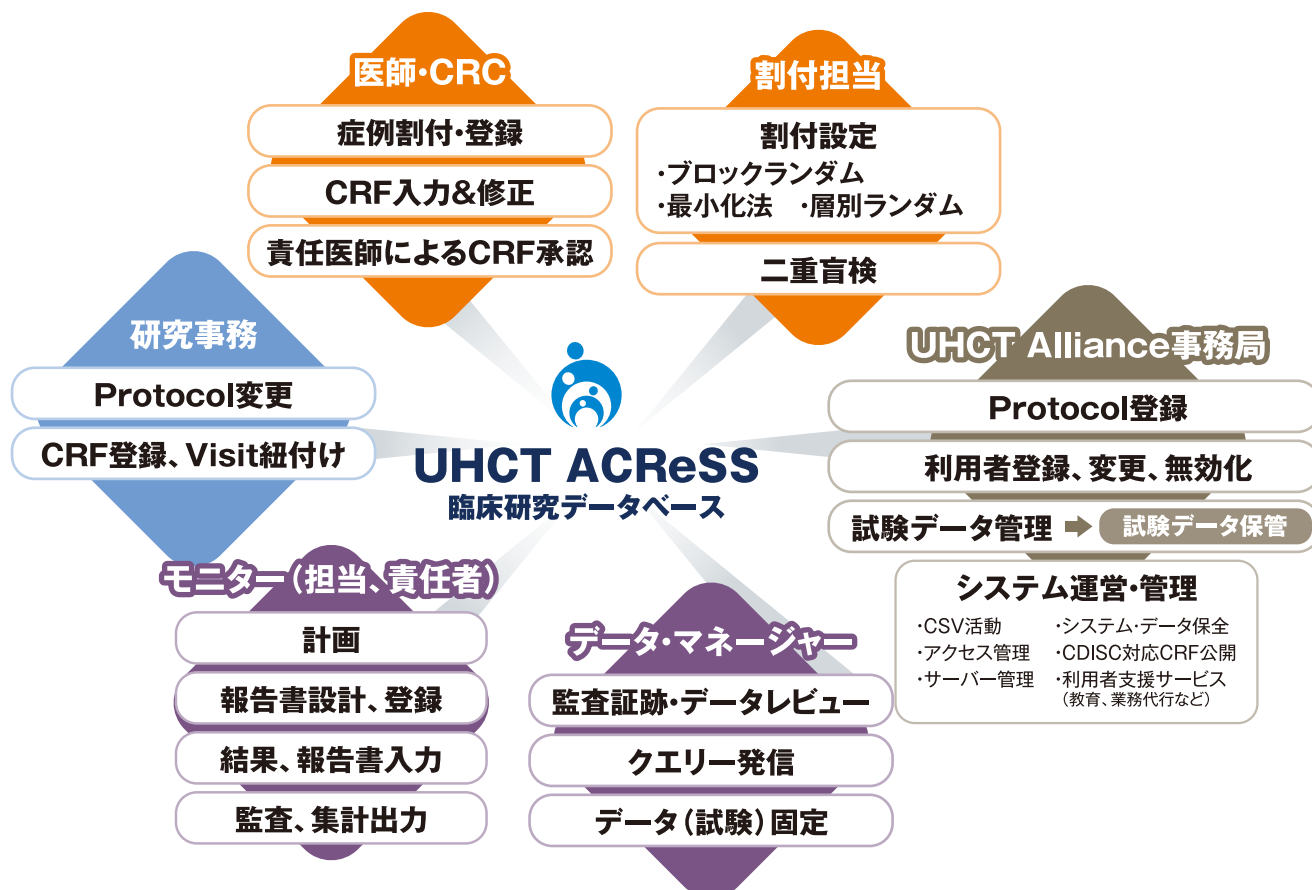 医師・CRC
症例割付・登録
CRF入力&修正
責任医師によるCRF承認
割付担当
割付設定
・ブロックランダム
・最小化法 ・層別ランダム
二重盲検
研究事務
Protocol変更
CRF登録、Visit紐付け
UHCT ACReSS
臨床研究データベース
UHCT Alliance事務局
Protocol登録
利用者登録、変更、無効化
試験データ管理 ➡ 試験データ保管
システム運営・管理
・CSV活動 ・システム・データ保全
・アクセス管理 ・CDISC対応CRF公開
・サーバー管理 ・利用者支援サービス
（教育、業務代行など）
モニター（担当、責任者）
計画
報告書設計、登録
結果、報告書入力
監査、集計出力
データ・マネージャー
監査証跡・データレビュー
クエリー発信
データ（試験）固定